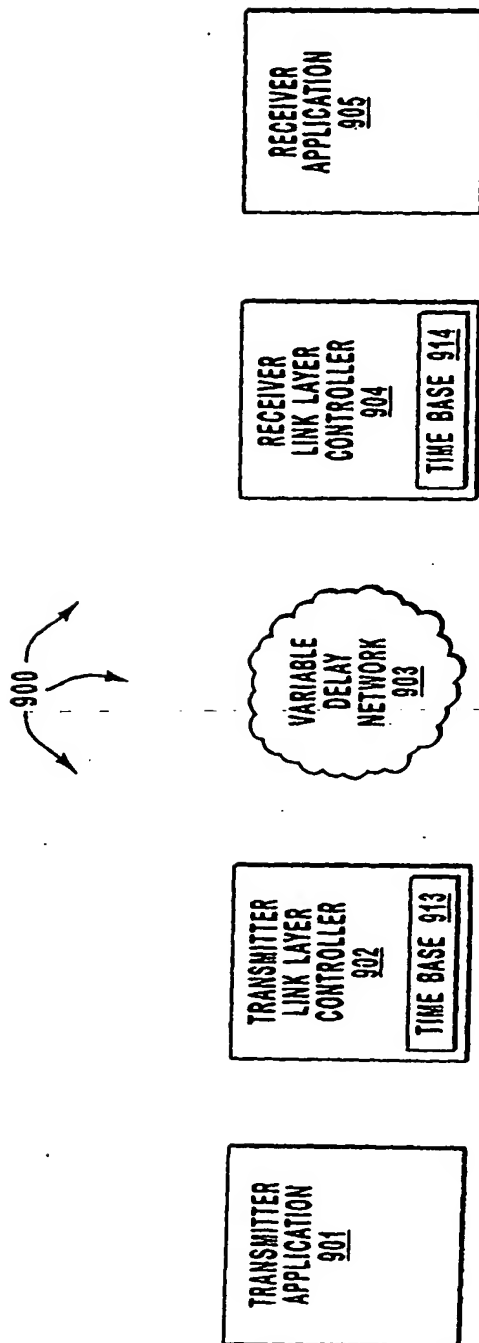 900
TRANSMITTER
APPLICATION
901
TRANSMITTER
LINK LAYER
CONTROLLER
902
TIME BASE 913
VARIABLE
DELAY
NETWORK
903
RECEIVER
LINK LAYER
CONTROLLER
904
TIME BASE 914
RECEIVER
APPLICATION
905